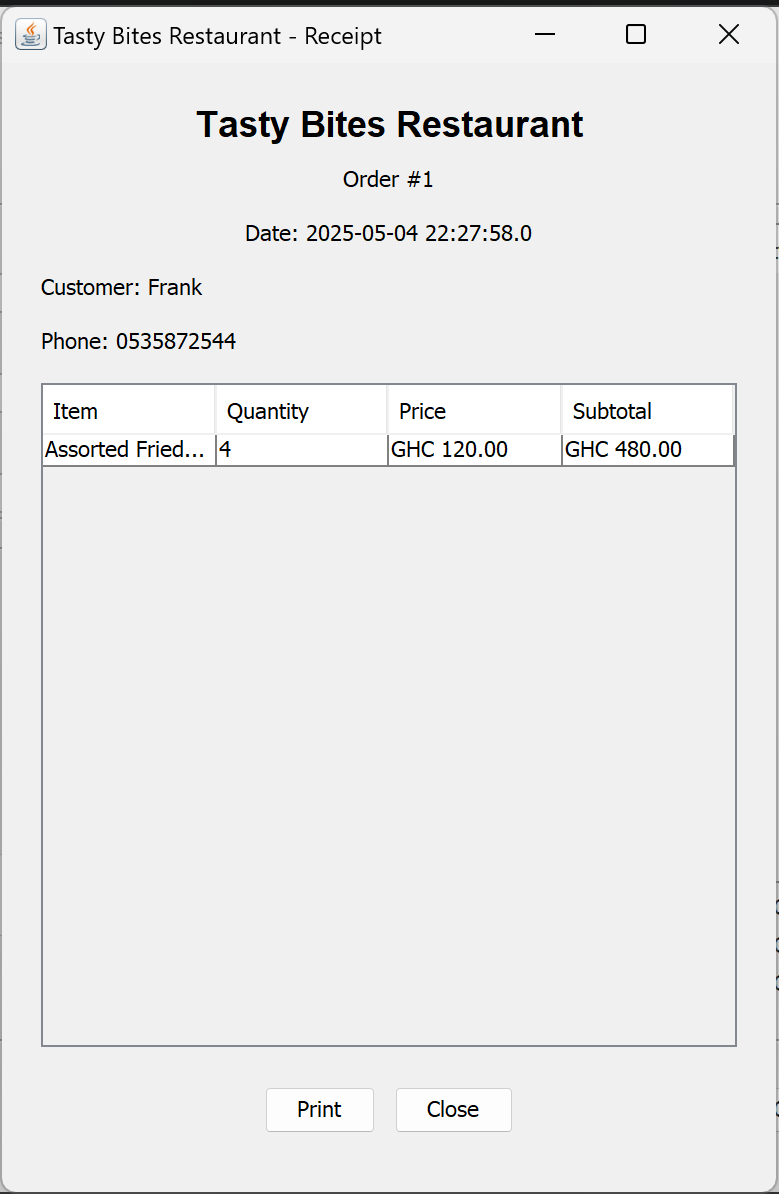 Tasty Bites Restaurant - Receipt
Tasty Bites Restaurant
Order #1
Date: 2025-05-04 22:27:58.0
Customer: Frank
Phone: 0535872544
Item Quantity Price Subtotal
Assorted Fried... 4 GHC 120.00 GHC 480.00
Print Close